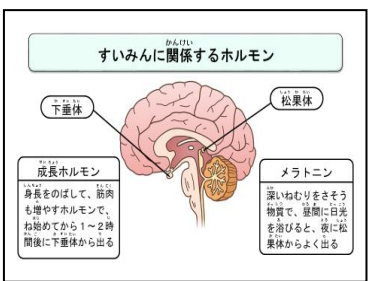 すいみんに関係するホルモン
下垂体
松果体
成長ホルモン
身長をのばして、筋肉
も増やすホルモンで、
ね始めてから1～2時
間後に下垂体から出る
メラトニン
深いねむりをさそう
物質で、昼間に日光
を浴びると、夜に松
果体からよく出る